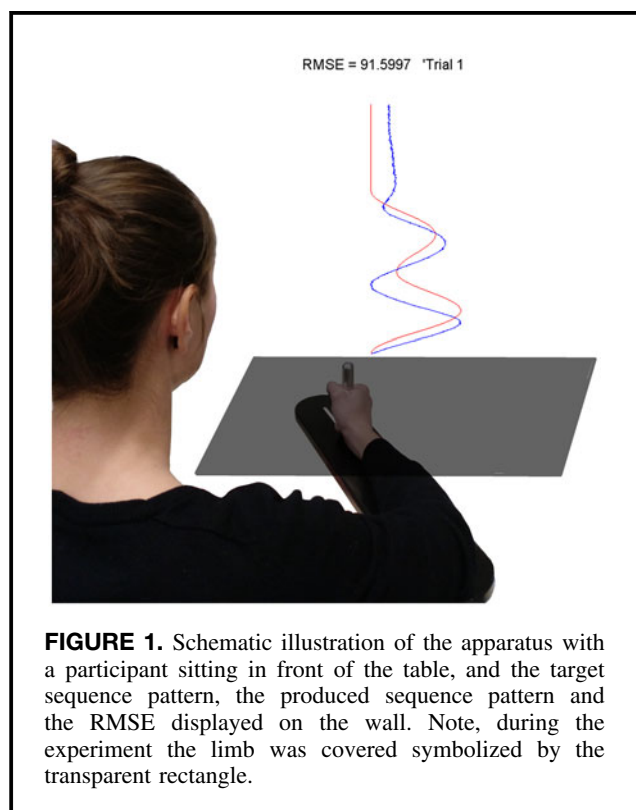 RMSE = 91.5997 'Trial 1
FIGURE 1. Schematic illustration of the apparatus with
a participant sitting in front of the table, and the target
sequence pattern, the produced sequence pattern and
the RMSE displayed on the wall. Note, during the
experiment the limb was covered symbolized by the
transparent rectangle.